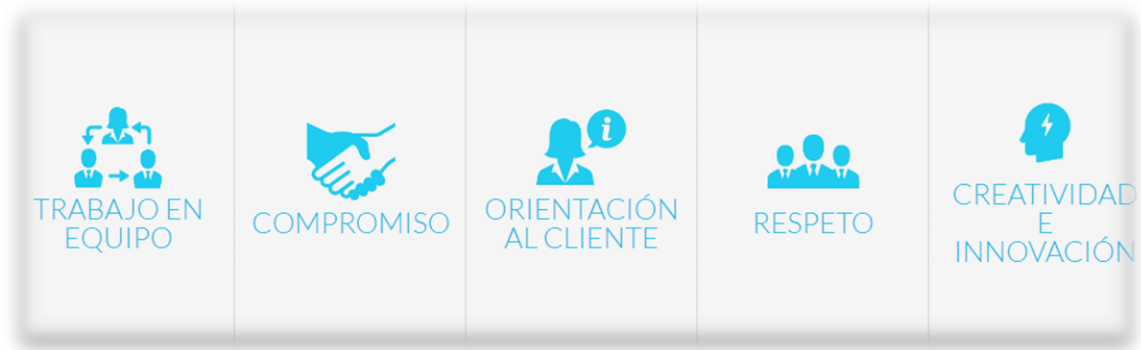 TRABAJO EN
EQUIPO
COMPROMISO
ORIENTACIÓN
AL CLIENTE
i
RESPETO
CREATIVIDAD
E
INNOVACIÓN